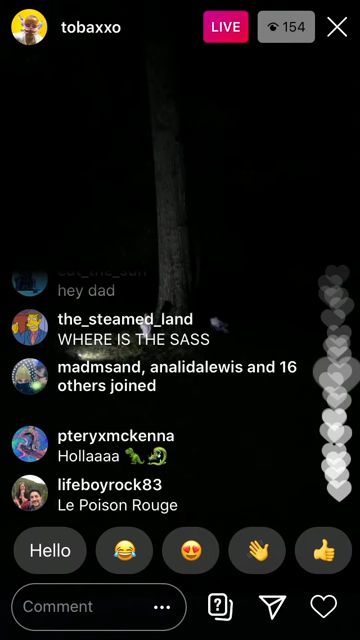 tobaxxo
LIVE
154
hey dad
the_steamed_land
WHERE IS THE SASS
madmsand, analidalewis and 16
others joined
pteryxmckenna
Hollaaaa 🦖🐉
lifeboyrock83
Le Poison Rouge
Hello
Comment